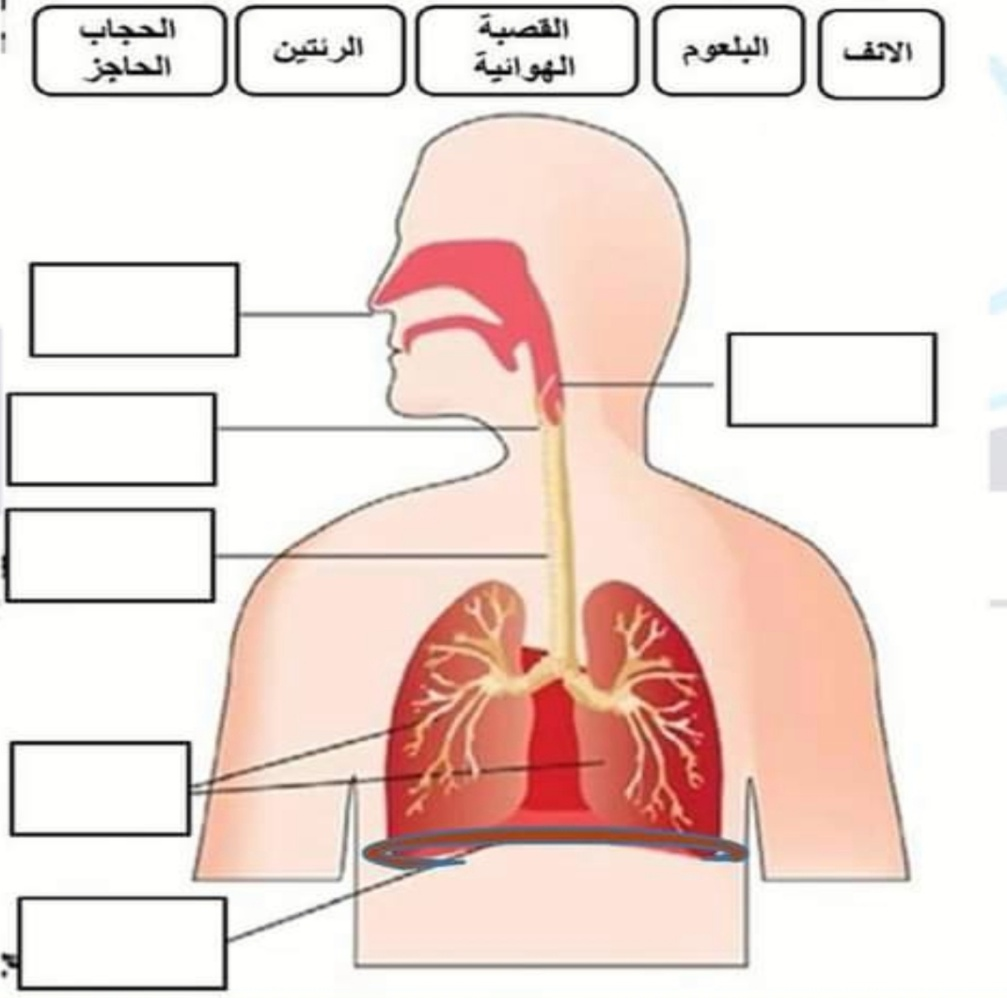 الانف
البلعوم
القصبة
الهوائية
الرئتين
الحجاب
الحاجز